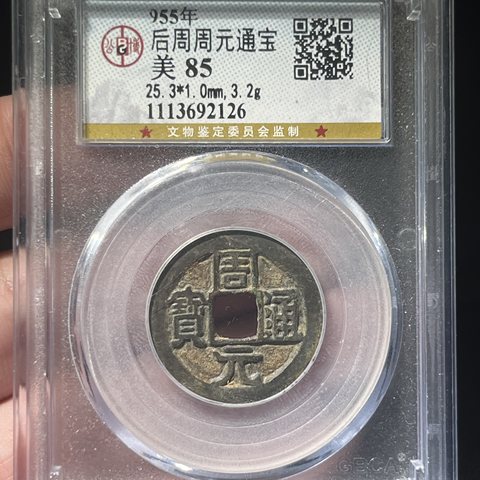 955年
后周周元通宝
美 85
25.3*1.0mm,3.2g
1113692126
★ 文物鉴定委员会监制 ★
周
寶 通
元
GBCA